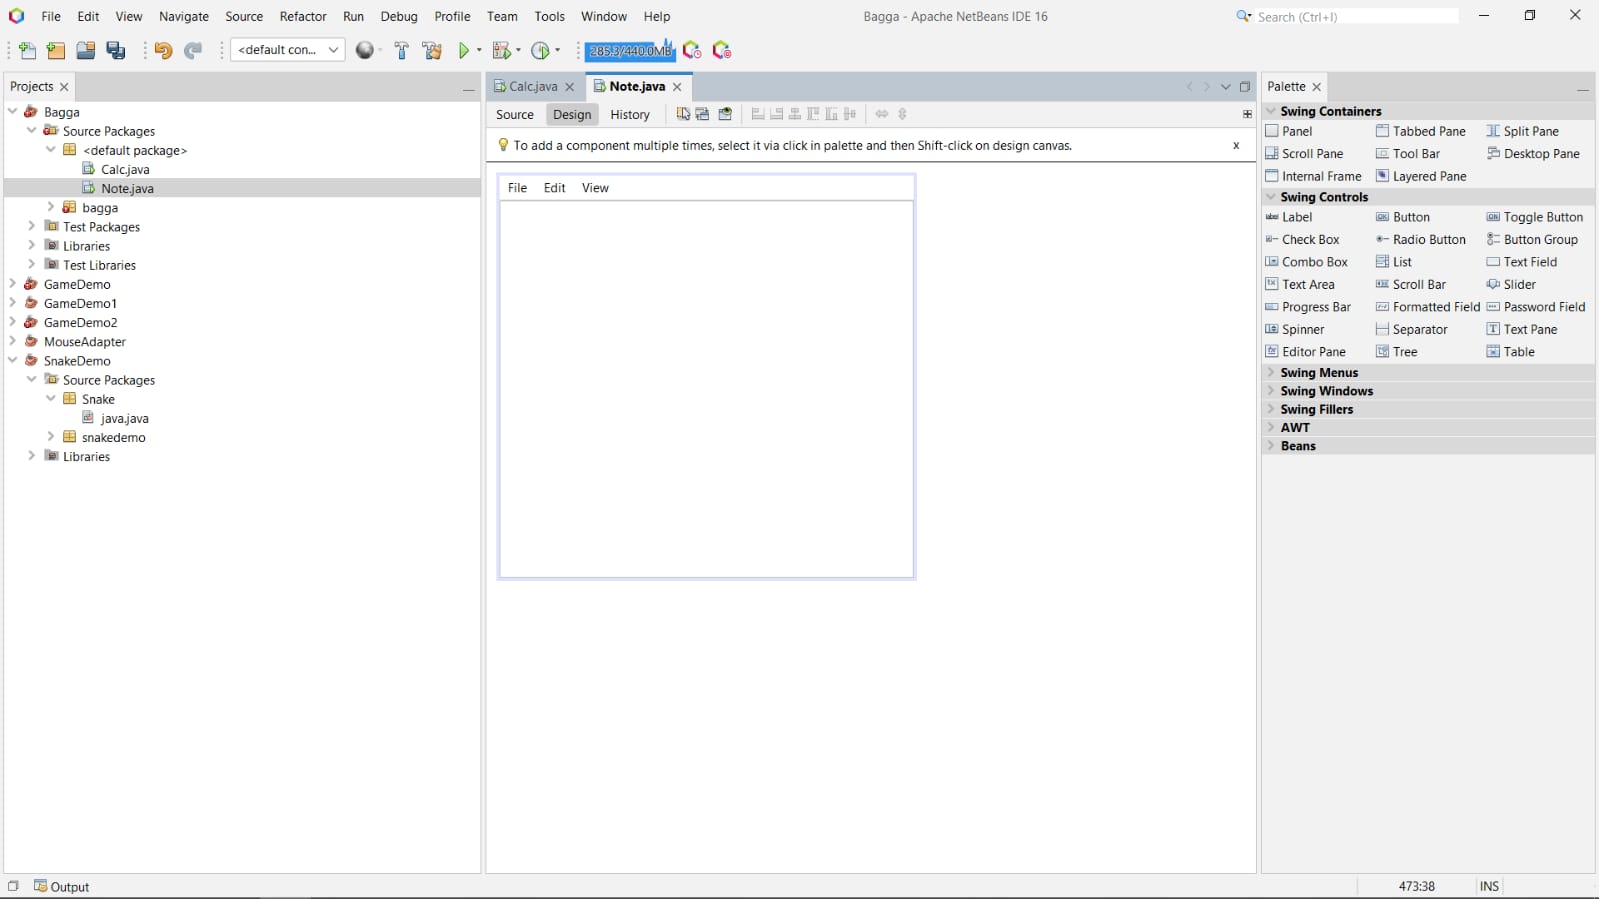 File Edit View Navigate Source Refactor Run Debug Profile Team Tools Window Help Bagga - Apache NetBeans IDE 16 Search (Ctrl+I)
<default con... 285.3/440.0MB
Projects
Calc.java Note.java
Palette
Source Design History
To add a component multiple times, select it via click in palette and then Shift-click on design canvas. x
File Edit View
Bagga
Source Packages
<default package>
Calc.java
Note.java
bagga
Test Packages
Libraries
Test Libraries
GameDemo
GameDemo1
GameDemo2
MouseAdapter
SnakeDemo
Source Packages
Snake
java.java
snakedemo
Libraries
Swing Containers
Panel Tabbed Pane Split Pane
Scroll Pane Tool Bar Desktop Pane
Internal Frame Layered Pane
Swing Controls
Label Button Toggle Button
Check Box Radio Button Button Group
Combo Box List Text Field
Text Area Scroll Bar Slider
Progress Bar Formatted Field Password Field
Spinner Separator Text Pane
Editor Pane Tree Table
Swing Menus
Swing Windows
Swing Fillers
AWT
Beans
Output 473:38 INS